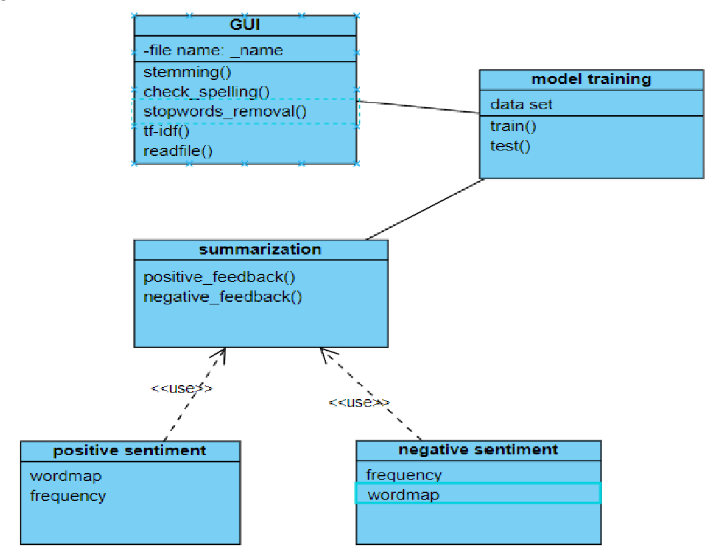 GUI
-file name: _name
stemming()
check_spelling()
stopwords_removal()
tf-idf()
readfile()
model training
data set
train()
test()
summarization
positive_feedback()
negative_feedback()
<<use>>
<<use>>
positive sentiment
wordmap
frequency
negative sentiment
frequency
wordmap